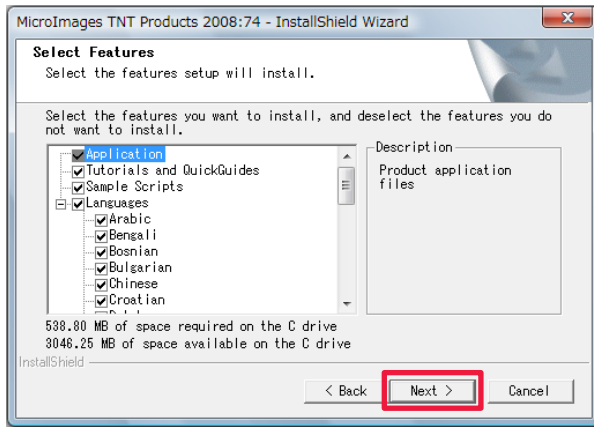 MicroImages TNT Products 2008:74 - InstallShield Wizard
Select Features
Select the features setup will install.
Select the features you want to install, and deselect the features you do
not want to install.
Application
Tutorials and QuickGuides
Sample Scripts
Languages
Arabic
Bengali
Bosnian
Bulgarian
Chinese
Croatian
Description
Product application
files
538.80 MB of space required on the C drive
3046.25 MB of space available on the C drive
InstallShield
< Back
Next >
Cancel